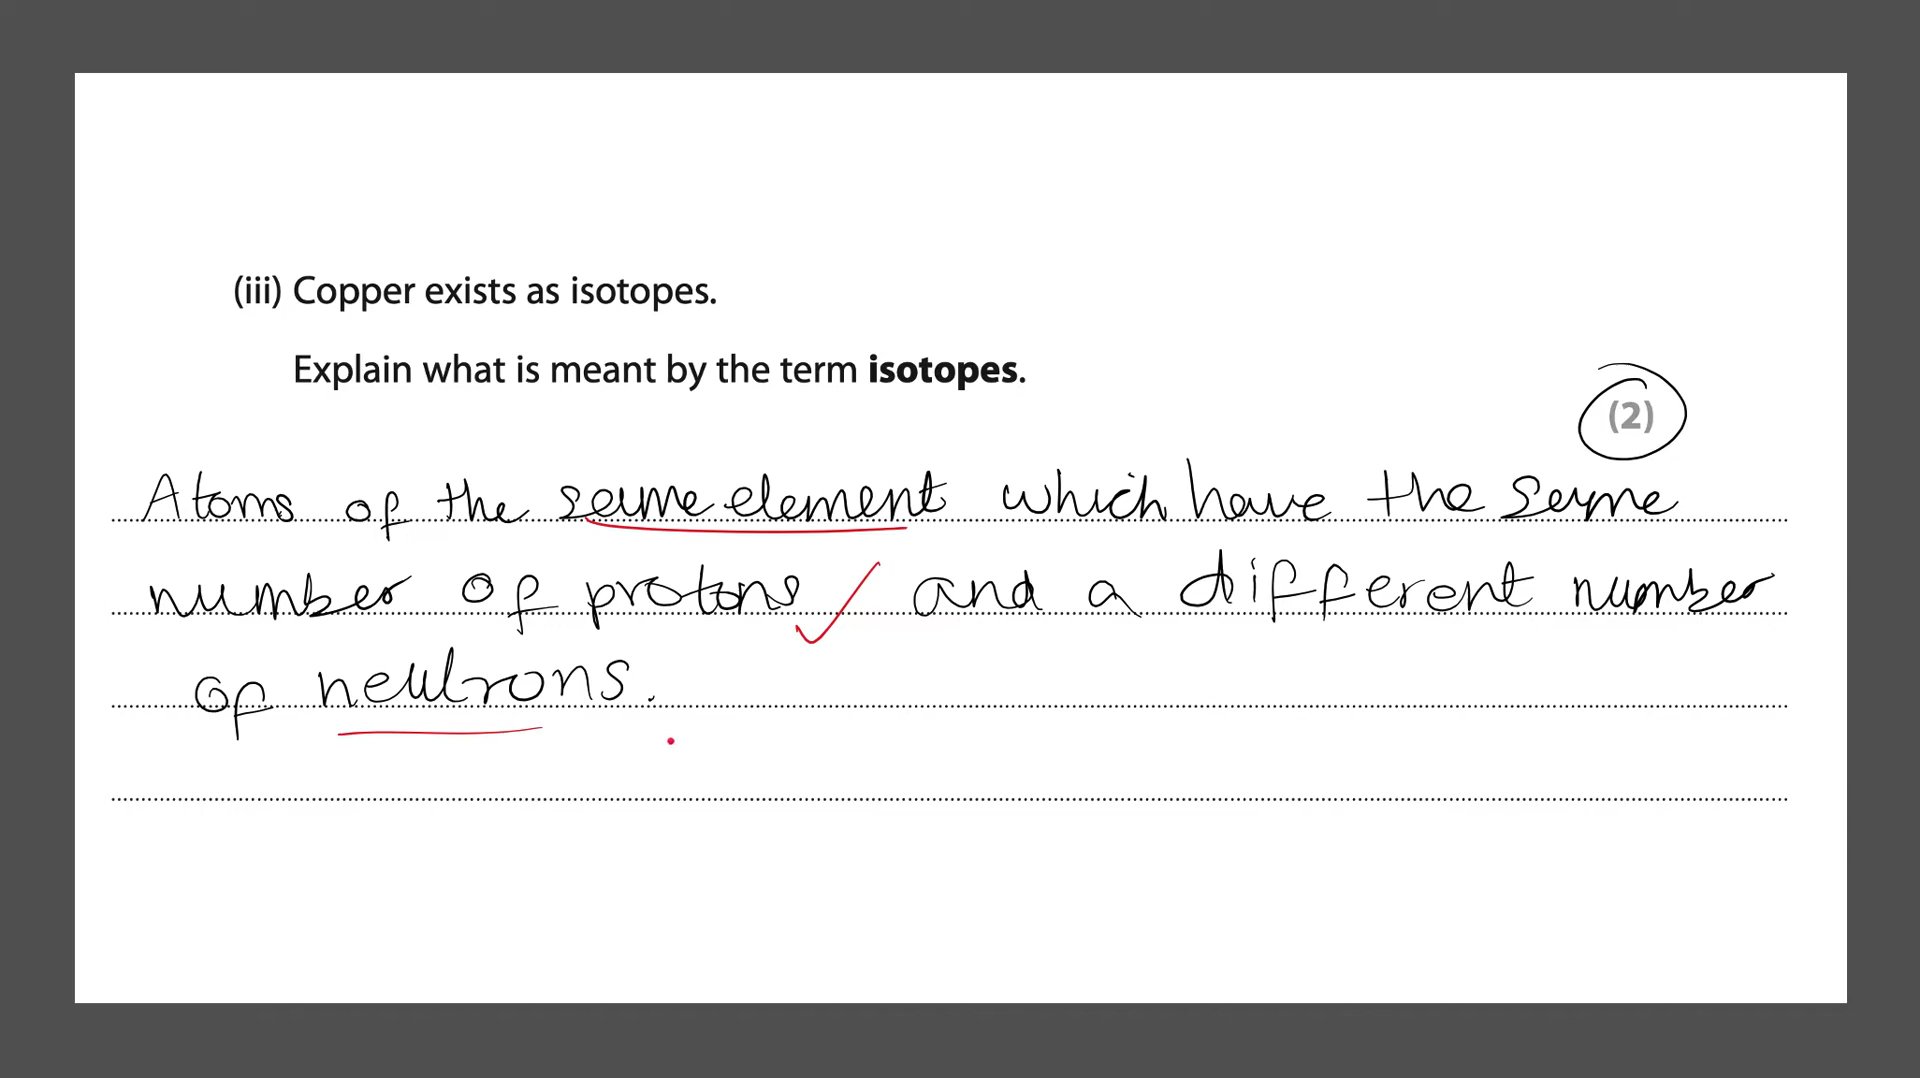 (iii) Copper exists as isotopes.
Explain what is meant by the term isotopes.
(2)
Atoms of the same element which have the same
number of protons and a different number
of neutrons.